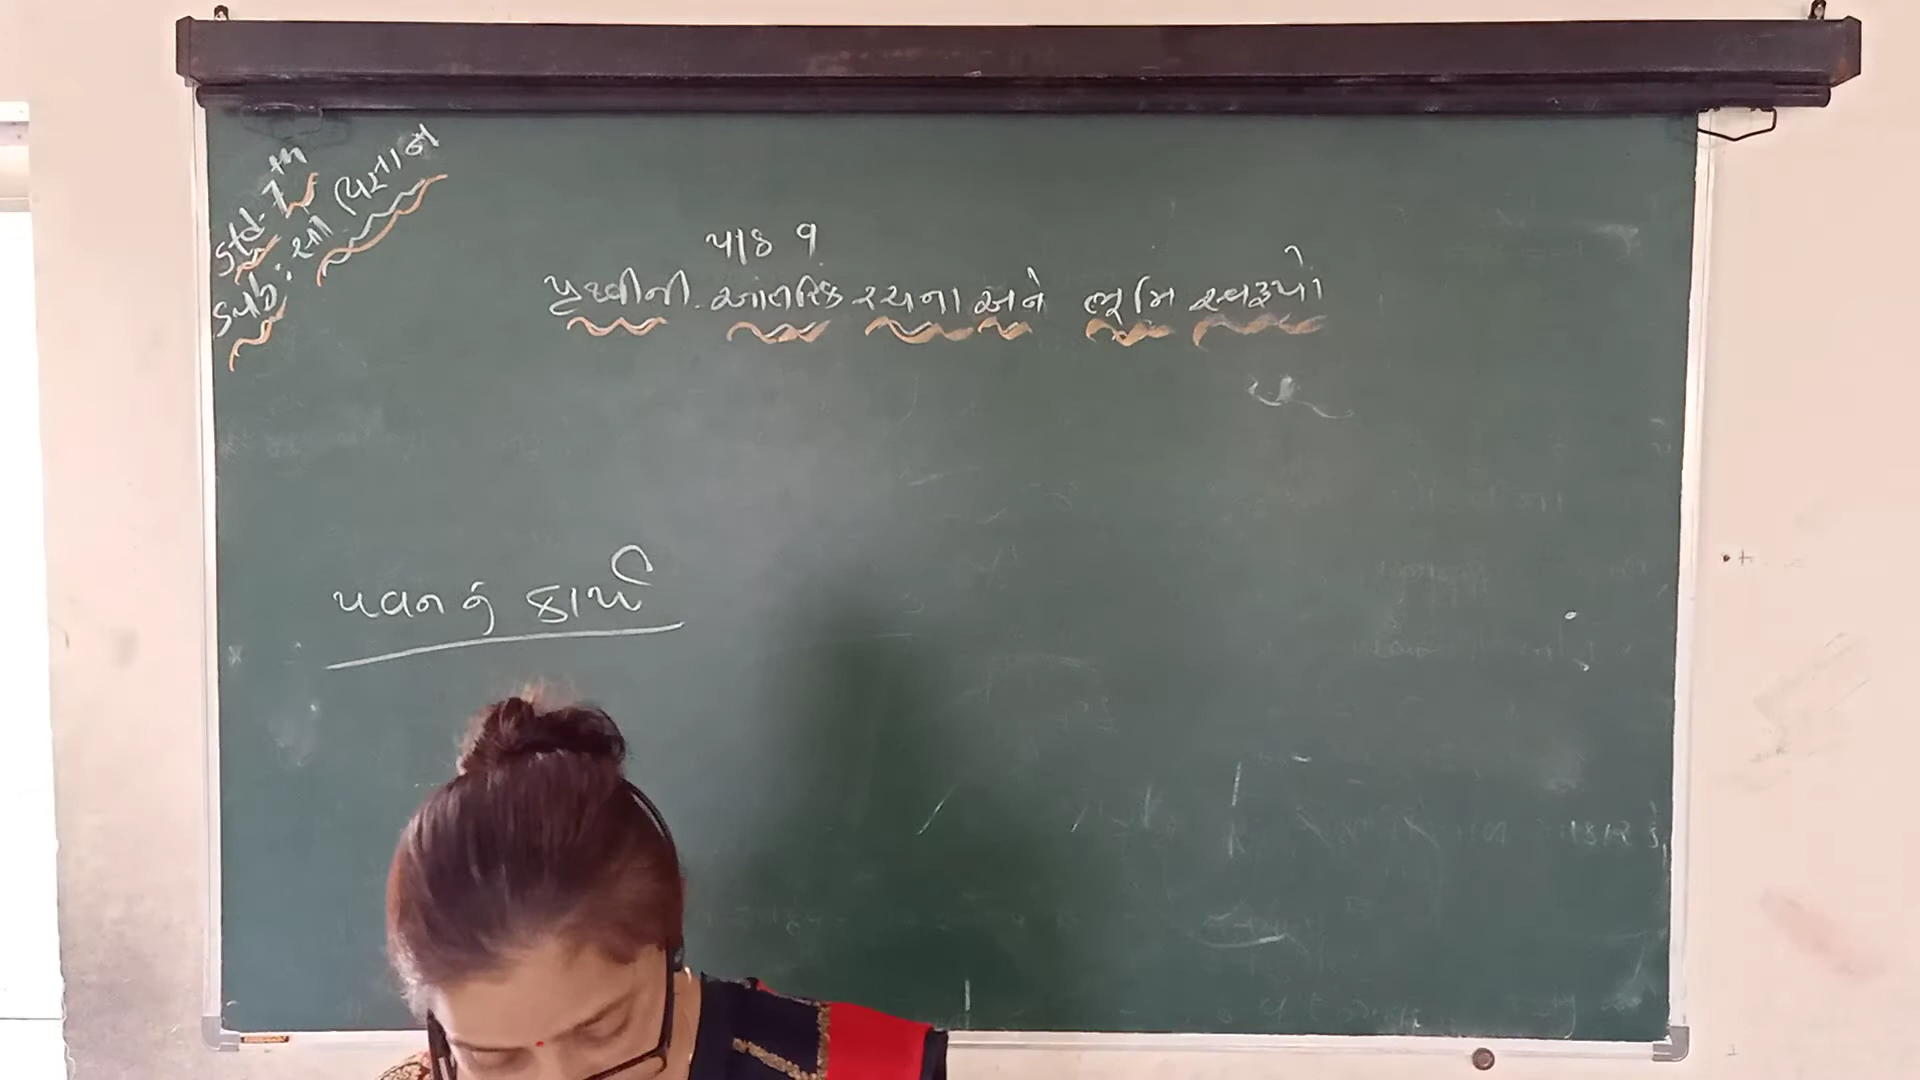 Std- 7th
Sub: સા વિજ્ઞાન
પાઠ ૧
પૃથ્વીની આંતરિક રચના અને ભૂમિ સ્વરૂપો
પવનનું કાર્ય